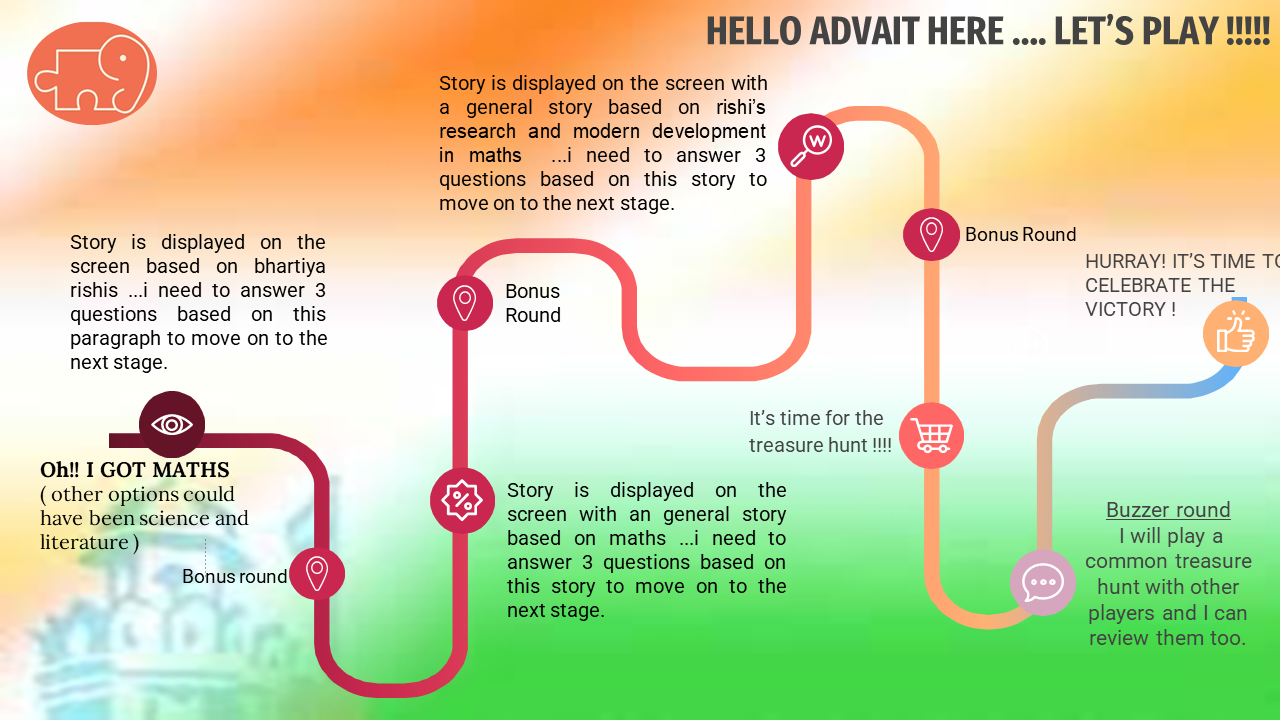 HELLO ADVAIT HERE .... LET'S PLAY !!!!!
Story is displayed on the screen with
a general story based on rishi's
research and modern development
in maths ...i need to answer 3
questions based on this story to
move on to the next stage.
W
Bonus Round
Story is displayed on the
screen based on bhartiya
rishis ...i need to answer 3
questions based on this
paragraph to move on to the
next stage.
HURRAY! IT'S TIME TO
CELEBRATE THE
VICTORY !
Bonus
Round
It's time for the
treasure hunt !!!!
Oh!! I GOT MATHS
( other options could
have been science and
literature )
Bonus round
%
Story is displayed on the
screen with an general story
based on maths ...i need to
answer 3 questions based on
this story to move on to the
next stage.
Buzzer round
I will play a
common treasure
hunt with other
players and I can
review them too.